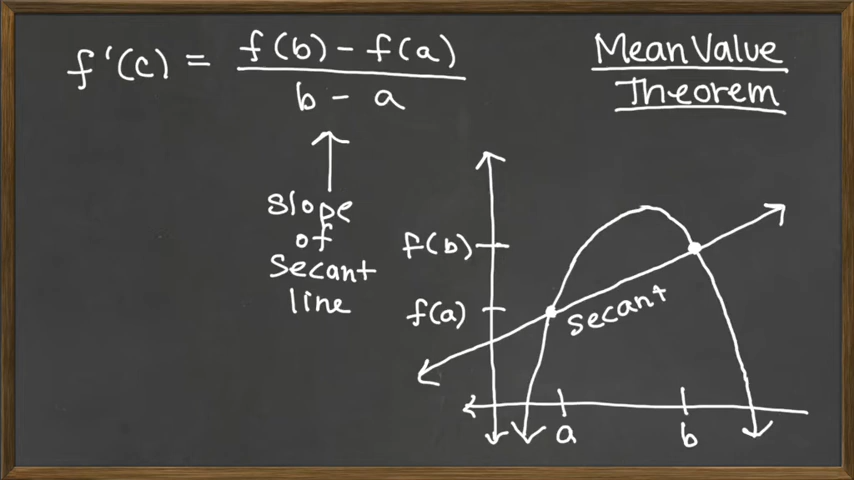 f'(c) = f(b) - f(a)
b - a
Mean Value
Theorem
slope
of
Secant
line
f(b)
f(a)
secant
a
b